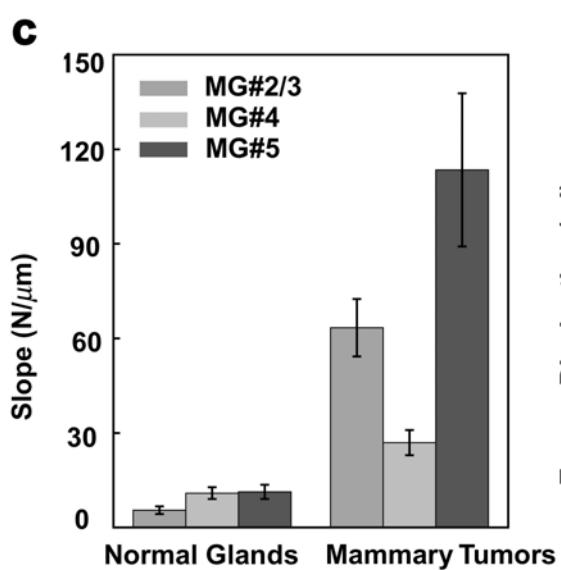 C
150
120
90
60
30
0
Slope (N/μm)
MG#2/3
MG#4
MG#5
Normal Glands
Mammary Tumors